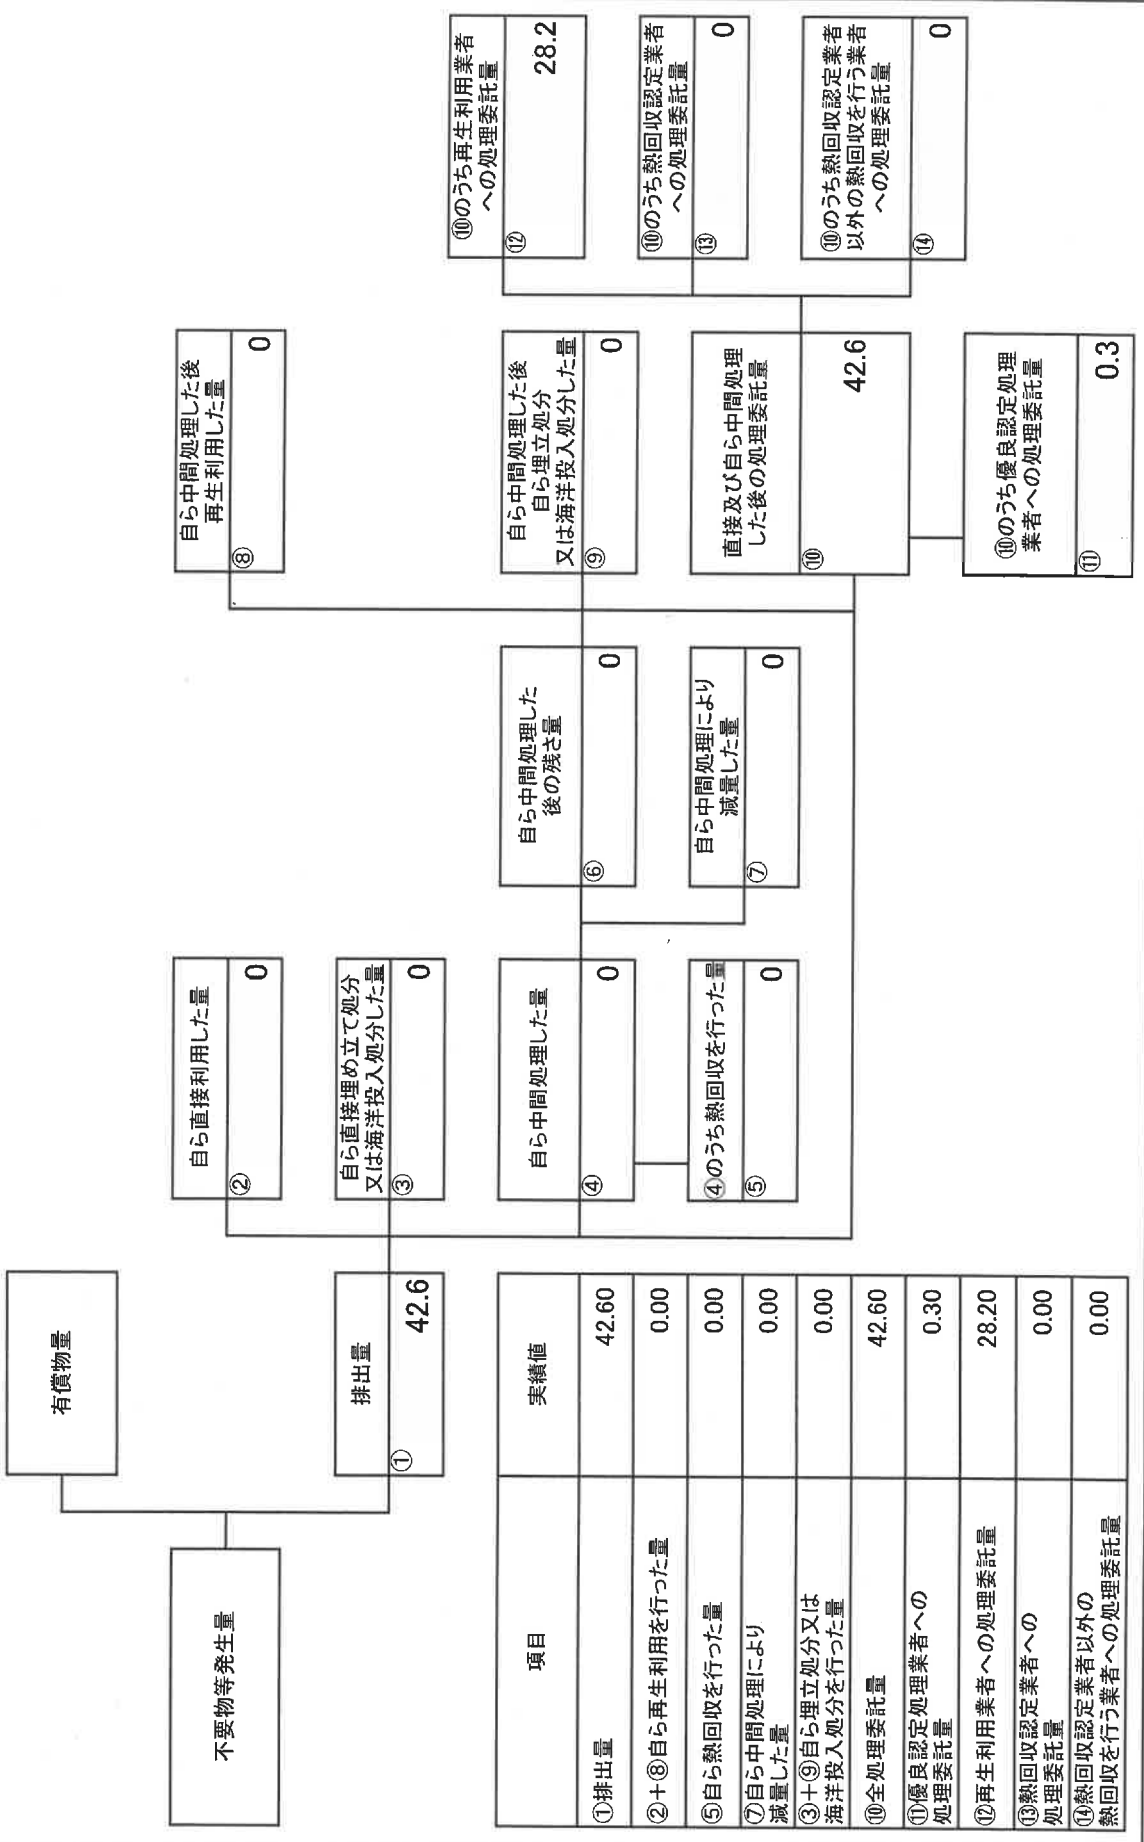 不要物等発生量
有償物量
排出量
①
42.6
自ら直接利用した量
②
0
自ら直接埋め立て処分
又は海洋投入処分した量
③
0
自ら中間処理した量
④
0
④のうち熱回収を行った量
⑤
0
自ら中間処理した
後の残さ量
⑥
0
自ら中間処理により
減量した量
⑦
0
自ら中間処理した後
再生利用した量
⑧
0
自ら中間処理した後
自ら埋立処分
又は海洋投入処分した量
⑨
0
直接及び自ら中間処理
した後の処理委託量
⑩
42.6
⑩のうち優良認定処理
業者への処理委託量
⑪
0.3
⑩のうち再生利用業者
への処理委託量
⑫
28.2
⑩のうち熱回収認定業者
への処理委託量
⑬
0
⑩のうち熱回収認定業者
以外の熱回収を行う業者
への処理委託量
⑭
0
項目 実績値
①排出量 42.60
②+⑧自ら再生利用を行った量 0.00
⑤自ら熱回収を行った量 0.00
⑦自ら中間処理により
減量した量 0.00
③+⑨自ら埋立処分又は
海洋投入処分を行った量 0.00
⑩全処理委託量 42.60
⑪優良認定処理業者への
処理委託量 0.30
⑫再生利用業者への処理委託量 28.20
⑬熱回収認定業者への
処理委託量 0.00
⑭熱回収認定業者以外の
熱回収を行う業者への処理委託量 0.00